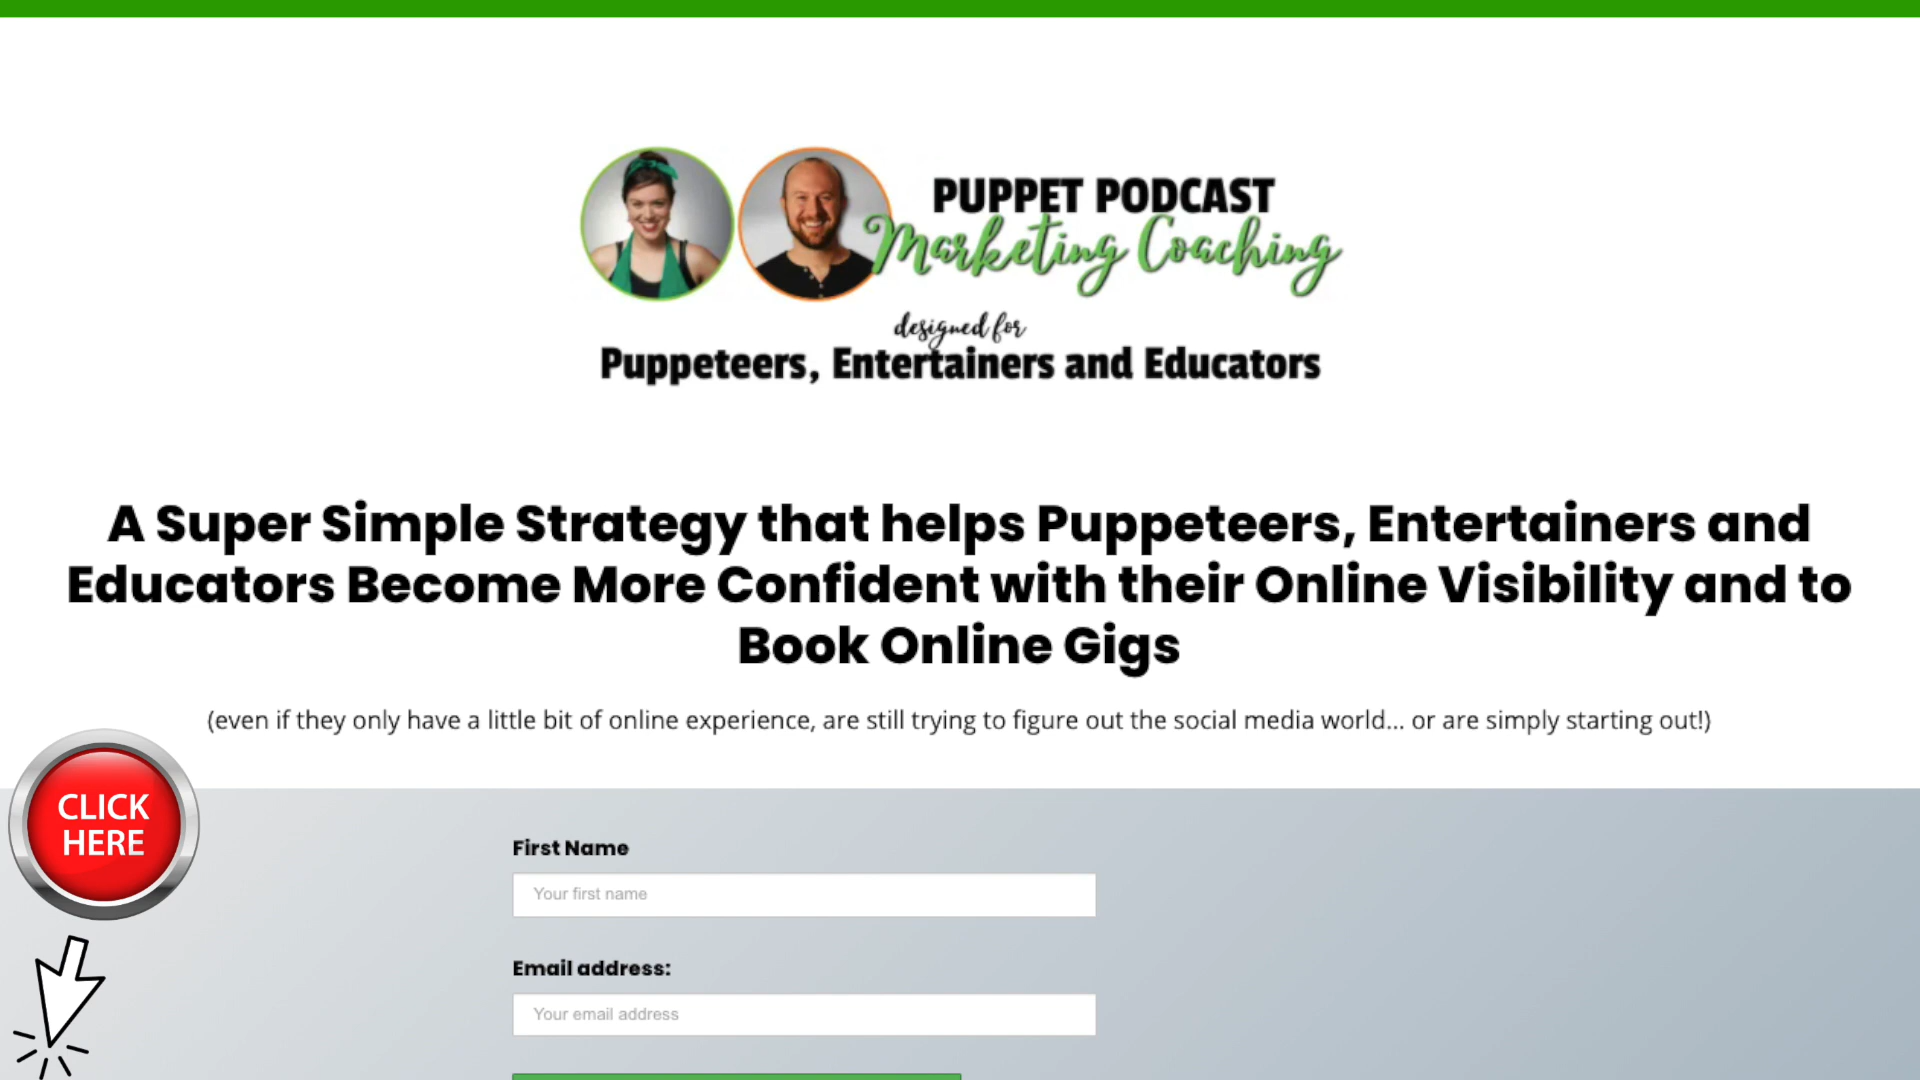 PUPPET PODCAST
Marketing Coaching
designed for
Puppeteers, Entertainers and Educators
A Super Simple Strategy that helps Puppeteers, Entertainers and
Educators Become More Confident with their Online Visibility and to
Book Online Gigs
(even if they only have a little bit of online experience, are still trying to figure out the social media world... or are simply starting out!)
CLICK
HERE
First Name
Your first name
Email address:
Your email address